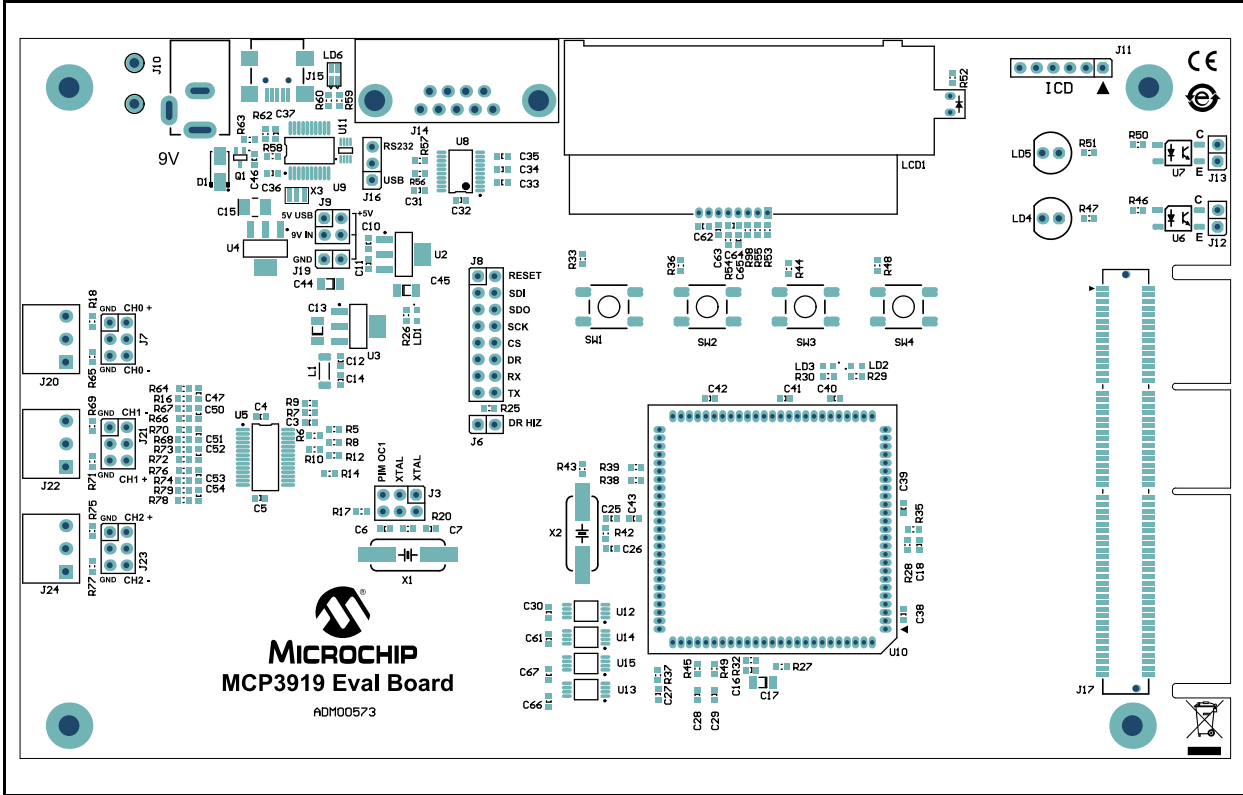 J10
J15
LD6
R60
R59
J11
ICD
R52
9V
R63
R62
C37
R58
U11
D1
Q1
C46
C36
X3
U9
J14
RS232
USB
J16
R57
R56
C31
U8
C32
C35
C34
C33
LCD1
LD5
R51
R50
C
E
U7
J13
LD4
R47
R46
C
E
U6
J12
C15
U4
5V USB
J9
+5V
9V IN
GND
J19
C10
C11
U2
C44
C45
C62
C63
R54
C65
R98
R55
R53
R33
R36
R44
R48
SW1
SW2
SW3
SW4
J8
RESET
SDI
SDO
SCK
CS
DR
RX
TX
R25
DR HIZ
J6
C13
U3
R26
LD1
L1
C12
C14
LD3
LD2
R30
R29
R18
GND
CH0 +
J7
GND
CH0 -
J20
R65
R64
R16
R67
R66
C47
C50
R69
GND
CH1 -
J21
GND
CH1 +
J22
R71
R70
R68
R73
R72
C51
C52
R76
R74
R79
R78
C53
C54
R75
GND
CH2 +
J23
GND
CH2 -
J24
R77
U5
C4
C5
R9
R7
C3
R6
R5
R8
R10
R12
R14
PIM OC1
XTAL
XTAL
J3
R17
C6
R20
C7
X1
C42
C41
C40
R43
R39
R38
X2
C25
C43
R42
C26
C39
R35
R28
C18
C38
U10
C30
U12
C61
U14
C67
U15
C66
U13
R37
C27
R45
R49
C28
C29
R32
C16
C17
R27
J17
MICROCHIP
MCP3919 Eval Board
ADM00573